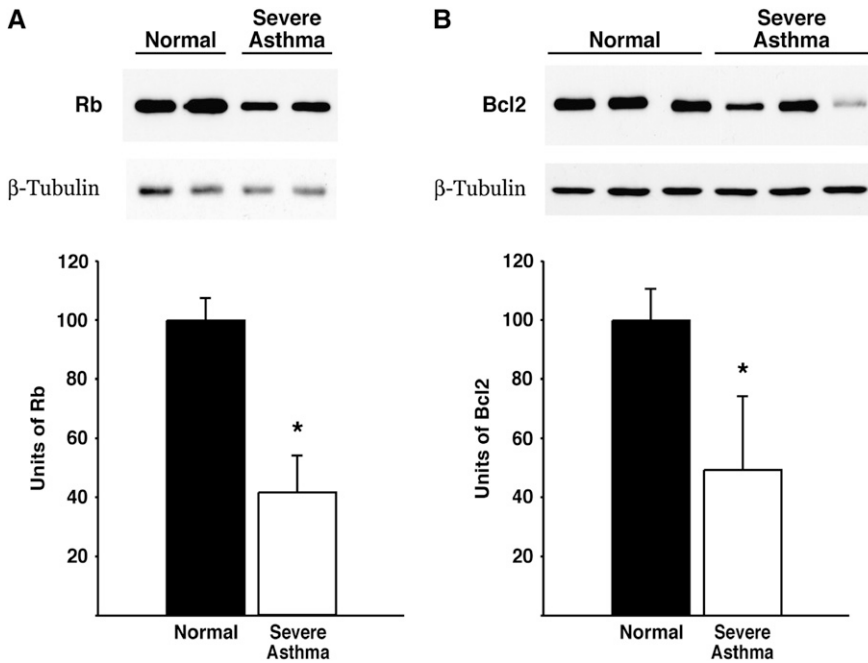 A
Normal
Severe
Asthma
Rb
β-Tubulin
120
100
80
60
40
20
Units of Rb
*
Normal
Severe
Asthma
B
Normal
Severe
Asthma
Bcl2
β-Tubulin
120
100
80
60
40
20
Units of Bcl2
*
Normal
Severe
Asthma